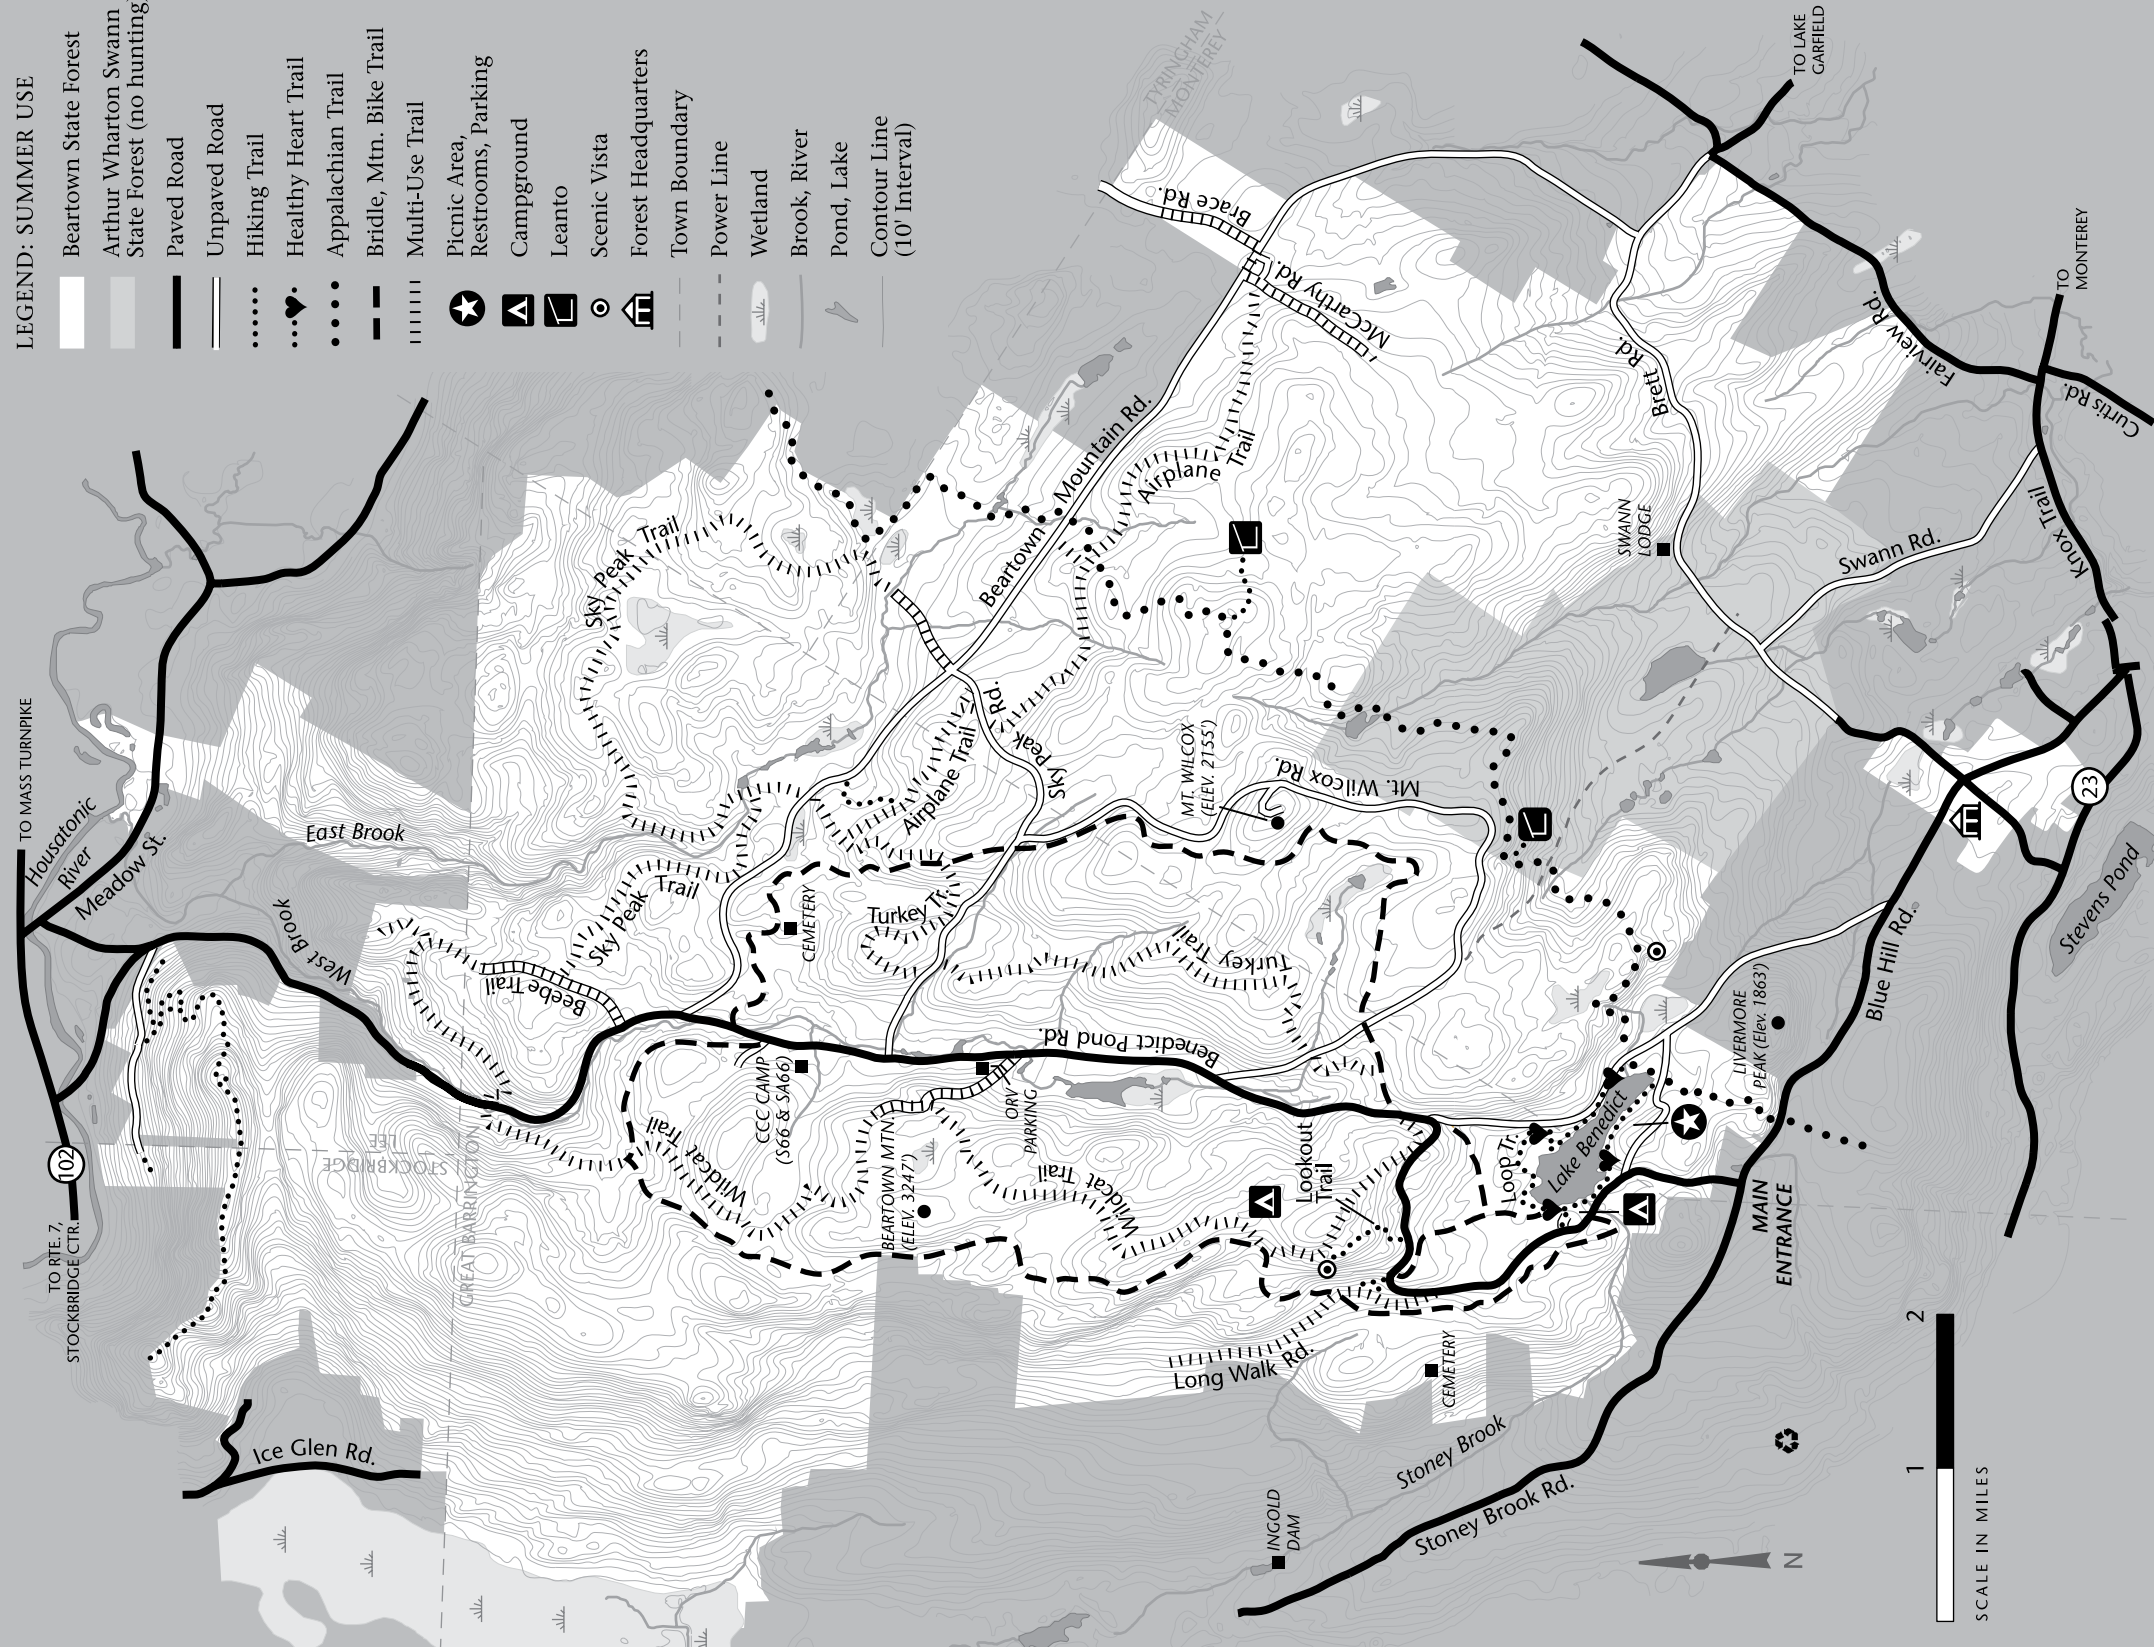 LEGEND: SUMMER USE
Beartown State Forest
Arthur Wharton Swann
State Forest (no hunting)
Paved Road
Unpaved Road
Hiking Trail
Healthy Heart Trail
Appalachian Trail
Bridle, Mtn. Bike Trail
Multi-Use Trail
Picnic Area,
Restrooms, Parking
Campground
Leanto
Scenic Vista
Forest Headquarters
Town Boundary
Power Line
Wetland
Brook, River
Pond, Lake
Contour Line
(10' Interval)
TO MASS TURNPIKE
Housatonic
River
Meadow St.
East Brook
West Brook
102
TO RTE. 7,
STOCKBRIDGE CTR.
LEE
STOCKBRIDGE
GREAT BARRINGTON
Ice Glen Rd.
Beebe Trail
Sky Peak
Trail
Sky Peak
Trail
CEMETERY
Turkey Tr.
Airplane Trail
Sky Peak
Rd.
Beartown
Mountain Rd.
Airplane
Trail
TYRINGHAM
MONTEREY
Brace Rd.
McCarthy Rd.
TO LAKE
GARFIELD
Brett Rd.
Fairview Rd.
TO
MONTEREY
Curtis Rd.
Knox Trail
Swann Rd.
SWANN
LODGE
MT. WILCOX
(ELEV. 2155')
Mt. Wilcox Rd.
Turkey Trail
Benedict Pond Rd.
CCC CAMP
(S66 & SA66)
Wildcat Trail
BEARTOWN MTN.
(ELEV. 3247')
ORV
PARKING
Wildcat Trail
Lookout
Trail
Loop Tr.
Lake Benedict
LIVERMORE
PEAK (Elev. 1863')
Blue Hill Rd.
23
Stevens Pond
MAIN
ENTRANCE
Long Walk Rd.
CEMETERY
Stoney Brook
Stoney Brook Rd.
INGOLD
DAM
N
1
2
SCALE IN MILES